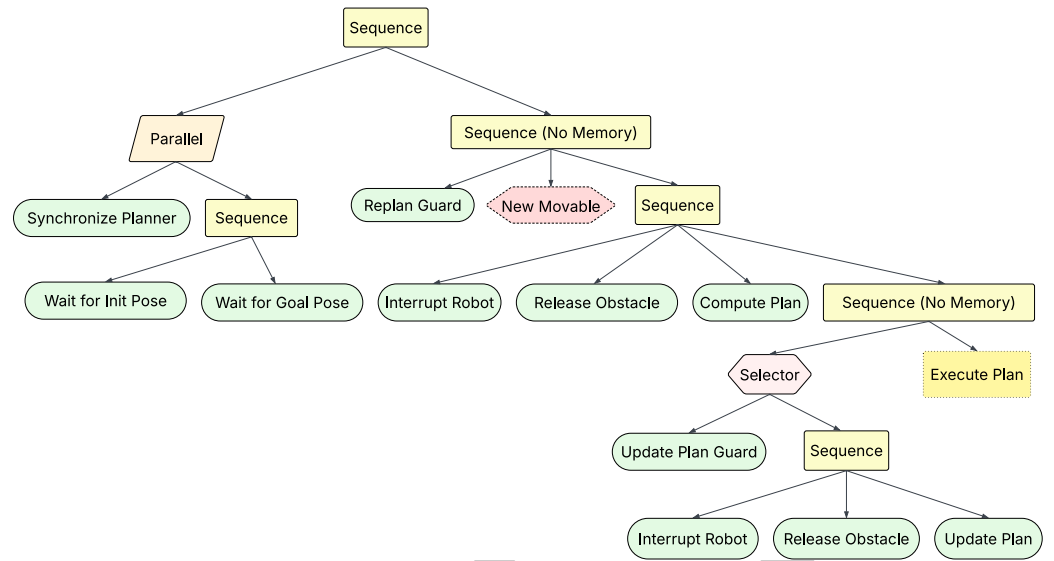 Sequence
Parallel
Sequence (No Memory)
Synchronize Planner
Sequence
Replan Guard
New Movable
Sequence
Wait for Init Pose
Wait for Goal Pose
Interrupt Robot
Release Obstacle
Compute Plan
Sequence (No Memory)
Selector
Execute Plan
Update Plan Guard
Sequence
Interrupt Robot
Release Obstacle
Update Plan